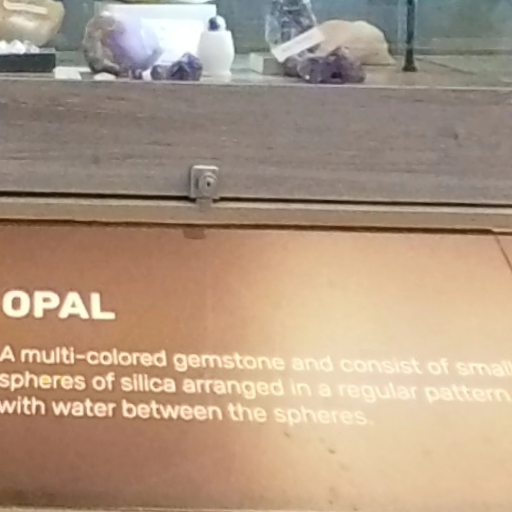 OPAL
A multi-colored gemstone and consist of small
spheres of silica arranged in a regular pattern
with water between the spheres.